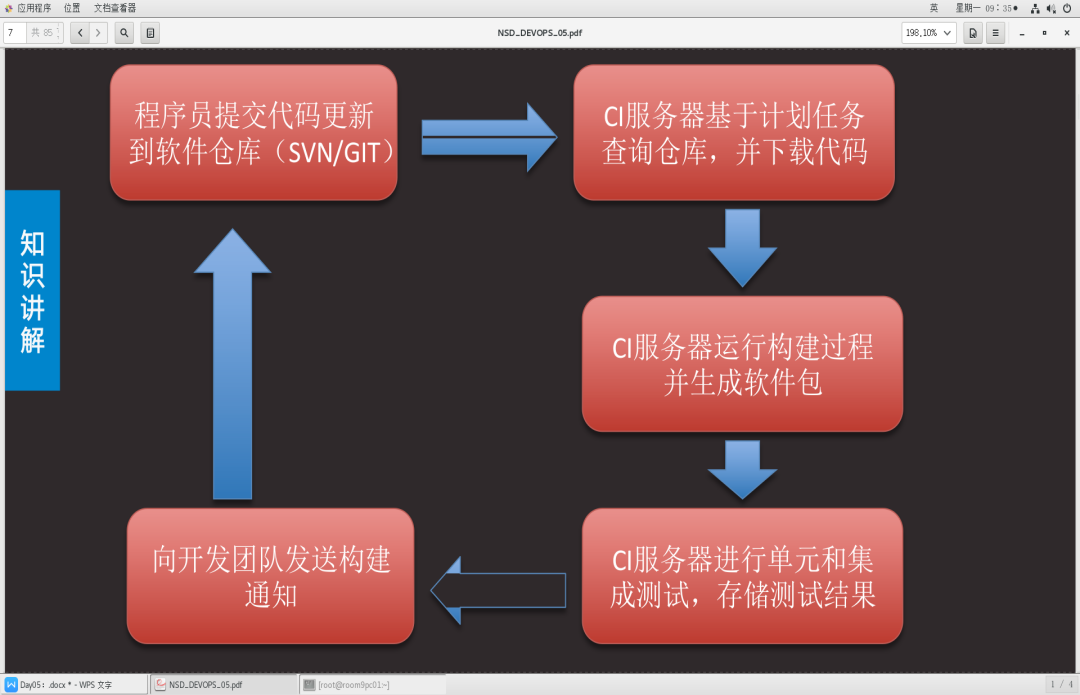 应用程序 位置 文档查看器 英 星期一 09:35
7 共 85 NSD_DEVOPS_05.pdf 198.10%
程序员提交代码更新
到软件仓库（SVN/GIT）
CI服务器基于计划任务
查询仓库，并下载代码
知识讲解
CI服务器运行构建过程
并生成软件包
向开发团队发送构建
通知
CI服务器进行单元和集
成测试，存储测试结果
Day05：.docx * - WPS 文字 NSD_DEVOPS_05.pdf [root@room9pc01:~] 1 / 4